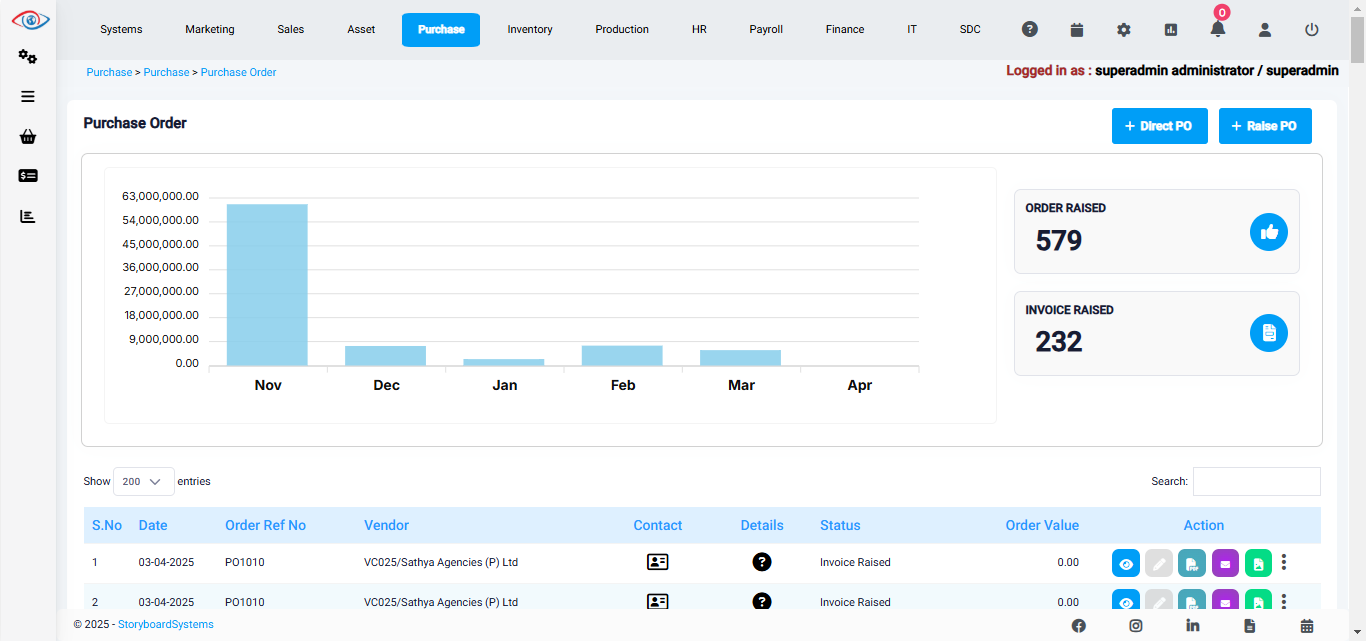 Systems Marketing Sales Asset Purchase Inventory Production HR Payroll Finance IT SDC 0
Purchase > Purchase > Purchase Order
Logged in as : superadmin administrator / superadmin
Purchase Order
+ Direct PO
+ Raise PO
63,000,000.00
54,000,000.00
45,000,000.00
36,000,000.00
27,000,000.00
18,000,000.00
9,000,000.00
0.00
Nov Dec Jan Feb Mar Apr
ORDER RAISED
579
INVOICE RAISED
232
Show 200 entries
Search:
S.No Date Order Ref No Vendor Contact Details Status Order Value Action
1 03-04-2025 PO1010 VC025/Sathya Agencies (P) Ltd Invoice Raised 0.00
2 03-04-2025 PO1010 VC025/Sathya Agencies (P) Ltd Invoice Raised 0.00
© 2025 - StoryboardSystems